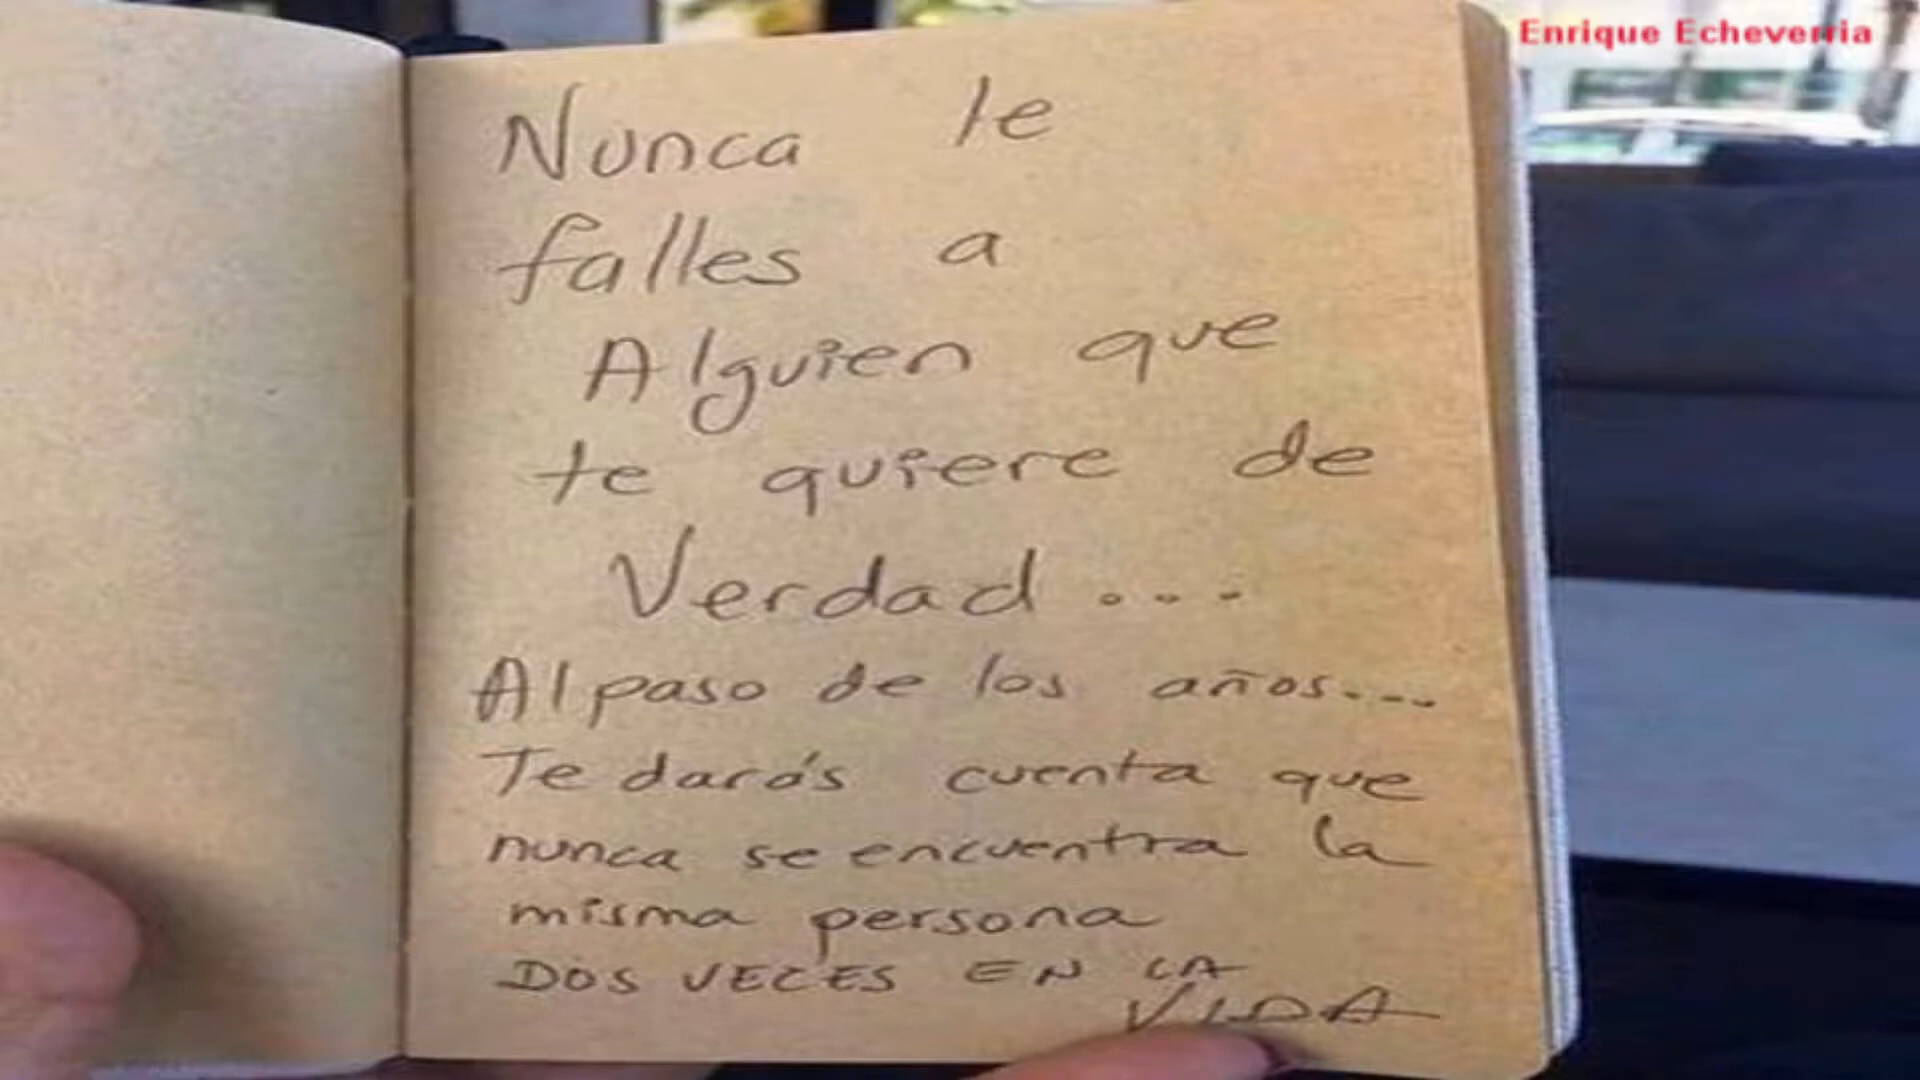 Enrique Echeverria
Nunca le
falles a
Alguien que
te quiere de
Verdad...
Al paso de los años....
Te darás cuenta que
nunca se encuentra la
misma persona
DOS VECES EN LA
VIDA